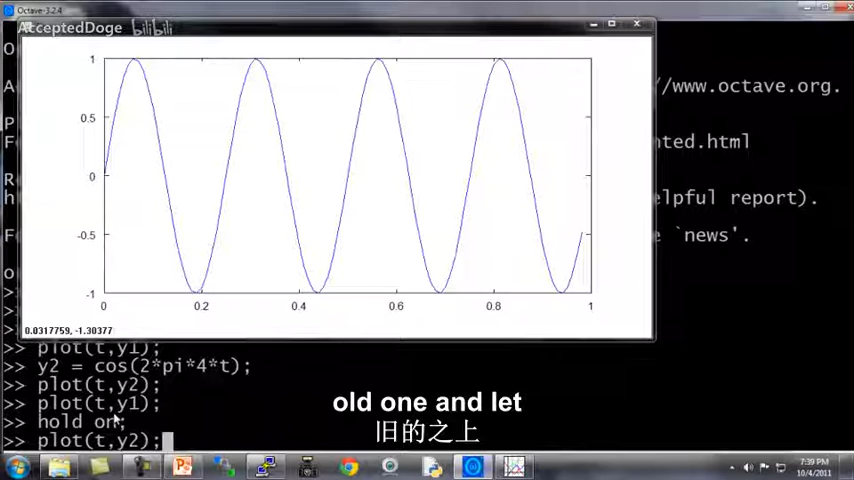 Octave-3.2.4
AcceptedDoge bilibili
O
A //www.octave.org.
P
F nted.html
R
h elpful report).
F e `news'.
o
1
0.5
0
-0.5
-1
0 0.2 0.4 0.6 0.8 1
0.0317759, -1.30377
>> plot(t,y1);
>> y2 = cos(2*pi*4*t);
>> plot(t,y2);
>> plot(t,y1);
>> hold on;
>> plot(t,y2);
old one and let
旧的之上
7:39 PM
10/4/2011